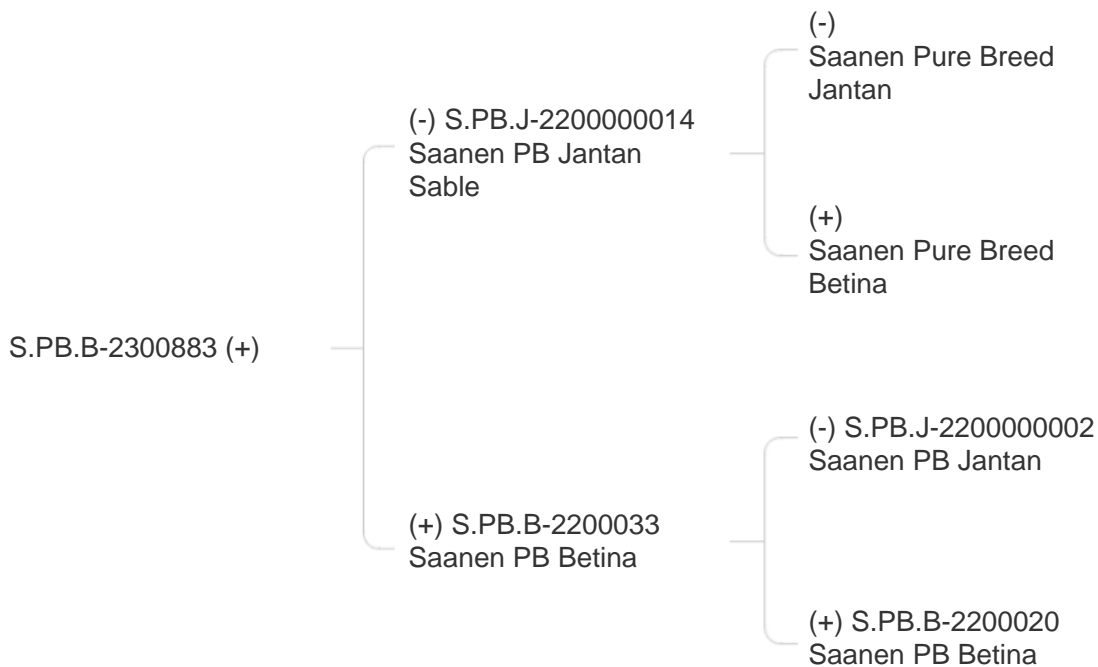 (-)
Saanen Pure Breed
Jantan
(-) S.PB.J-2200000014
Saanen PB Jantan
Sable
(+)
Saanen Pure Breed
Betina
S.PB.B-2300883 (+)
(-) S.PB.J-2200000002
Saanen PB Jantan
(+) S.PB.B-2200033
Saanen PB Betina
(+) S.PB.B-2200020
Saanen PB Betina